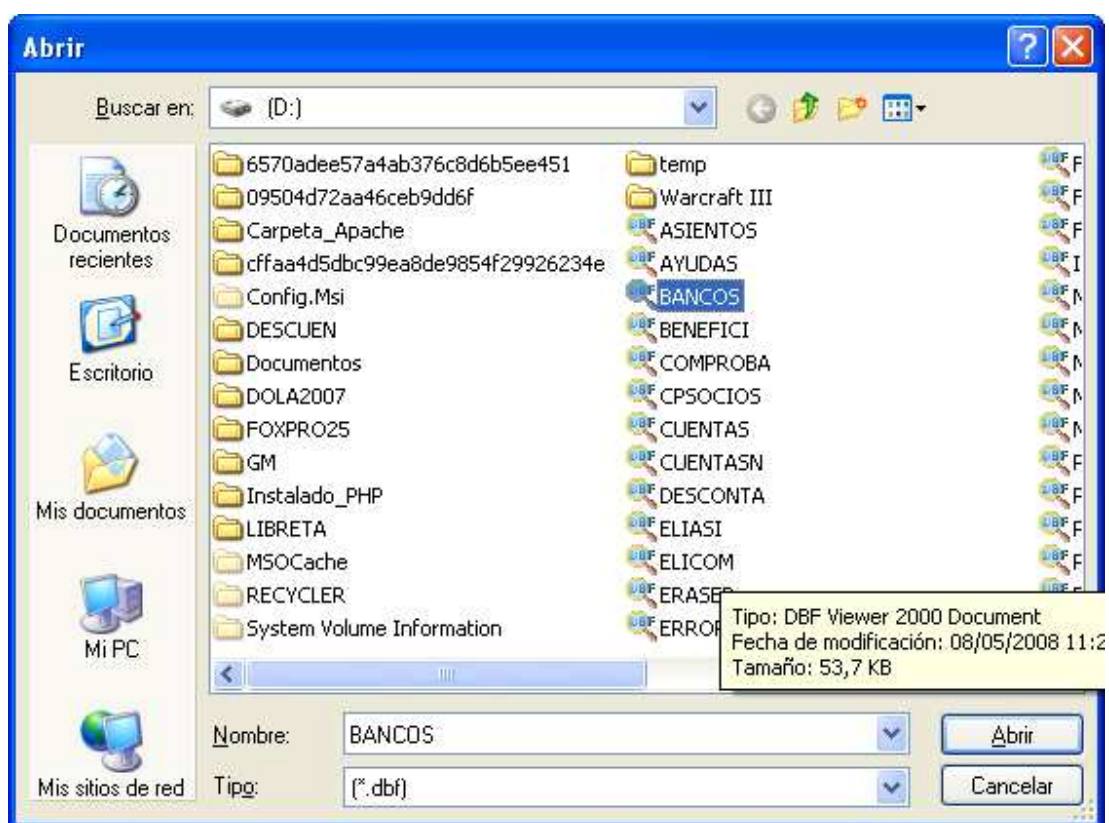 Abrir
Buscar en: (D:)
Documentos recientes
Escritorio
Mis documentos
Mi PC
Mis sitios de red
6570adee57a4ab376c8d6b5ee451
09504d72aa46ceb9dd6f
Carpeta_Apache
cffaa4d5dbc99ea8de9854f29926234e
Config.Msi
DESCUEN
Documentos
DOLA2007
FOXPRO25
GM
Instalado_PHP
LIBRETA
MSOCache
RECYCLER
System Volume Information
temp
Warcraft III
ASIENTOS
AYUDAS
BANCOS
BENEFICI
COMPROBA
CPSOCIOS
CUENTAS
CUENTASN
DESCONTA
ELIASI
ELICOM
Tipo: DBF Viewer 2000 Document
Fecha de modificación: 08/05/2008 11:2
Tamaño: 53,7 KB
Nombre: BANCOS
Abrir
Tipo: (*.dbf)
Cancelar